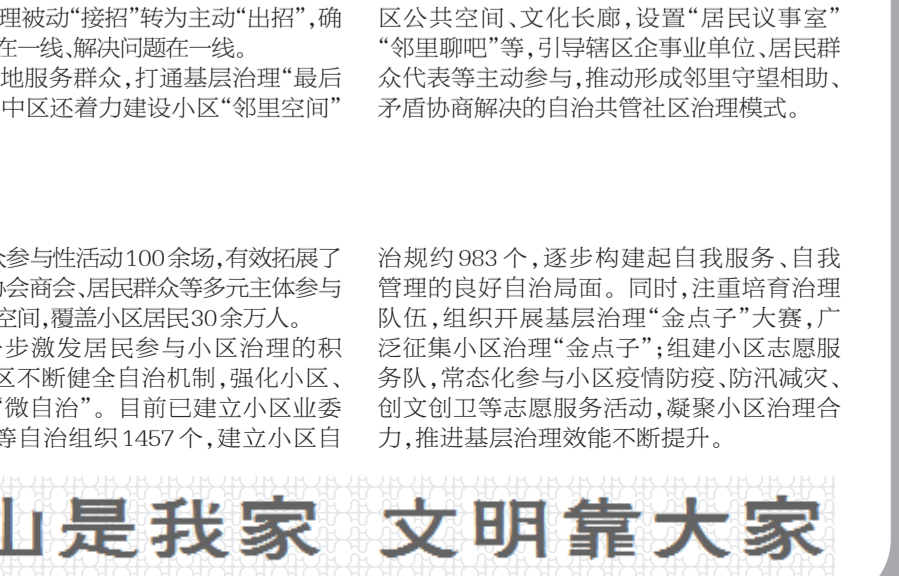 理被动“接招”转为主动“出招”,确
在一线、解决问题在一线。
地服务群众,打通基层治理“最后
中区还着力建设小区“邻里空间”
区公共空间、文化长廊,设置“居民议事室”
“邻里聊吧”等,引导辖区企事业单位、居民群
众代表等主动参与,推动形成邻里守望相助、
矛盾协商解决的自治共管社区治理模式。
参与性活动100余场,有效拓展了
会商会、居民群众等多元主体参与
空间,覆盖小区居民30余万人。
步激发居民参与小区治理的积
区不断健全自治机制,强化小区、
“微自治”。目前已建立小区业委
等自治组织1457个,建立小区自
治规约983个,逐步构建起自我服务、自我
管理的良好自治局面。同时,注重培育治理
队伍,组织开展基层治理“金点子”大赛,广
泛征集小区治理“金点子”;组建小区志愿服
务队,常态化参与小区疫情防疫、防汛减灾、
创文创卫等志愿服务活动,凝聚小区治理合
力,推进基层治理效能不断提升。
山是我家 文明靠大家